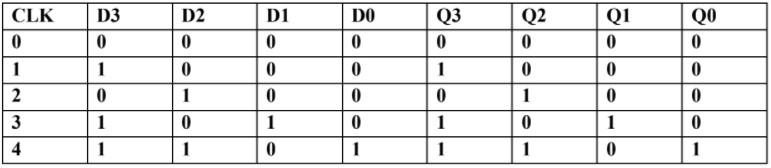 CLK D3 D2 D1 D0 Q3 Q2 Q1 Q0
0 0 0 0 0 0 0 0 0
1 1 0 0 0 1 0 0 0
2 0 1 0 0 0 1 0 0
3 1 0 1 0 1 0 1 0
4 1 1 0 1 1 1 0 1